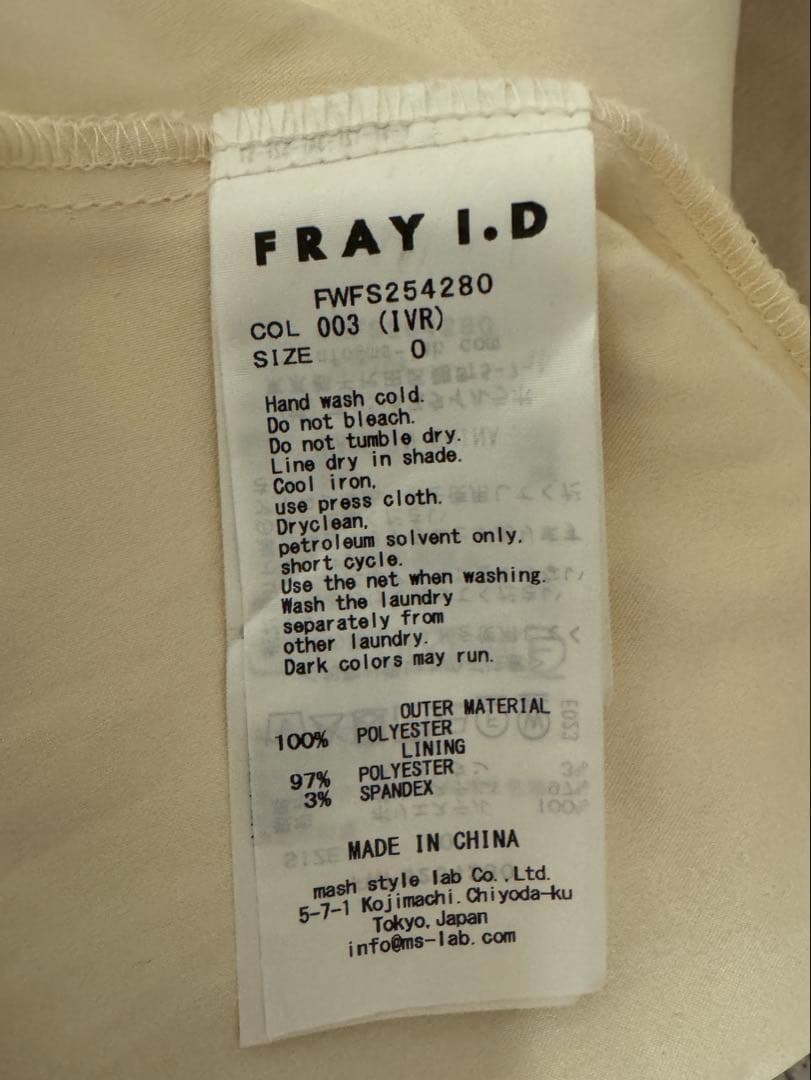 FRAY I.D
FWFS254280
COL 003 (IVR)
SIZE 0
Hand wash cold.
Do not bleach.
Do not tumble dry.
Line dry in shade.
Cool iron,
use press cloth.
Dryclean,
petroleum solvent only.
short cycle.
Use the net when washing.
Wash the laundry
separately from
other laundry.
Dark colors may run.
OUTER MATERIAL
100% POLYESTER
LINING
97% POLYESTER
3% SPANDEX
MADE IN CHINA
mash style lab Co.,Ltd.
5-7-1 Kojimachi.Chiyoda-ku
Tokyo,Japan
info@ms-lab.com